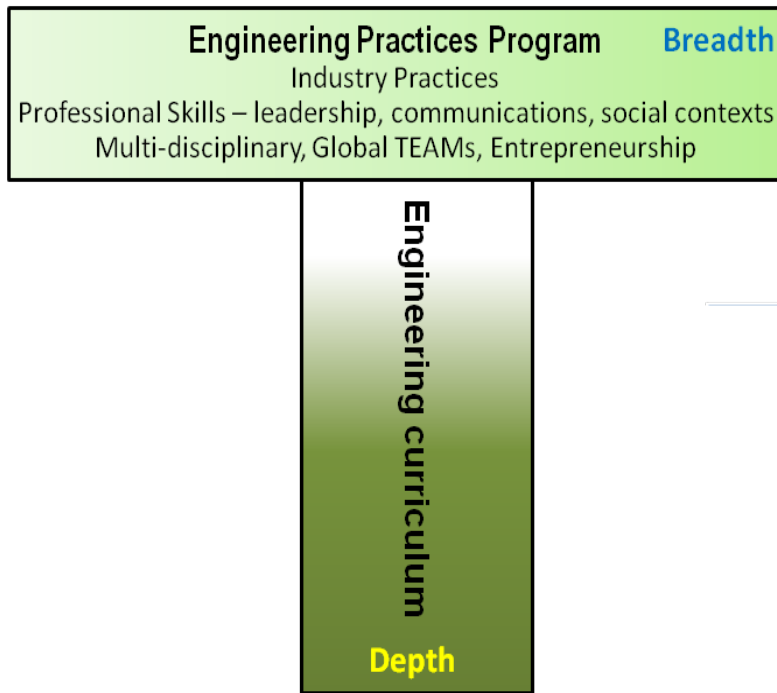 Engineering Practices Program Breadth
Industry Practices
Professional Skills – leadership, communications, social contexts
Multi-disciplinary, Global TEAMs, Entrepreneurship
Engineering curriculum
Depth